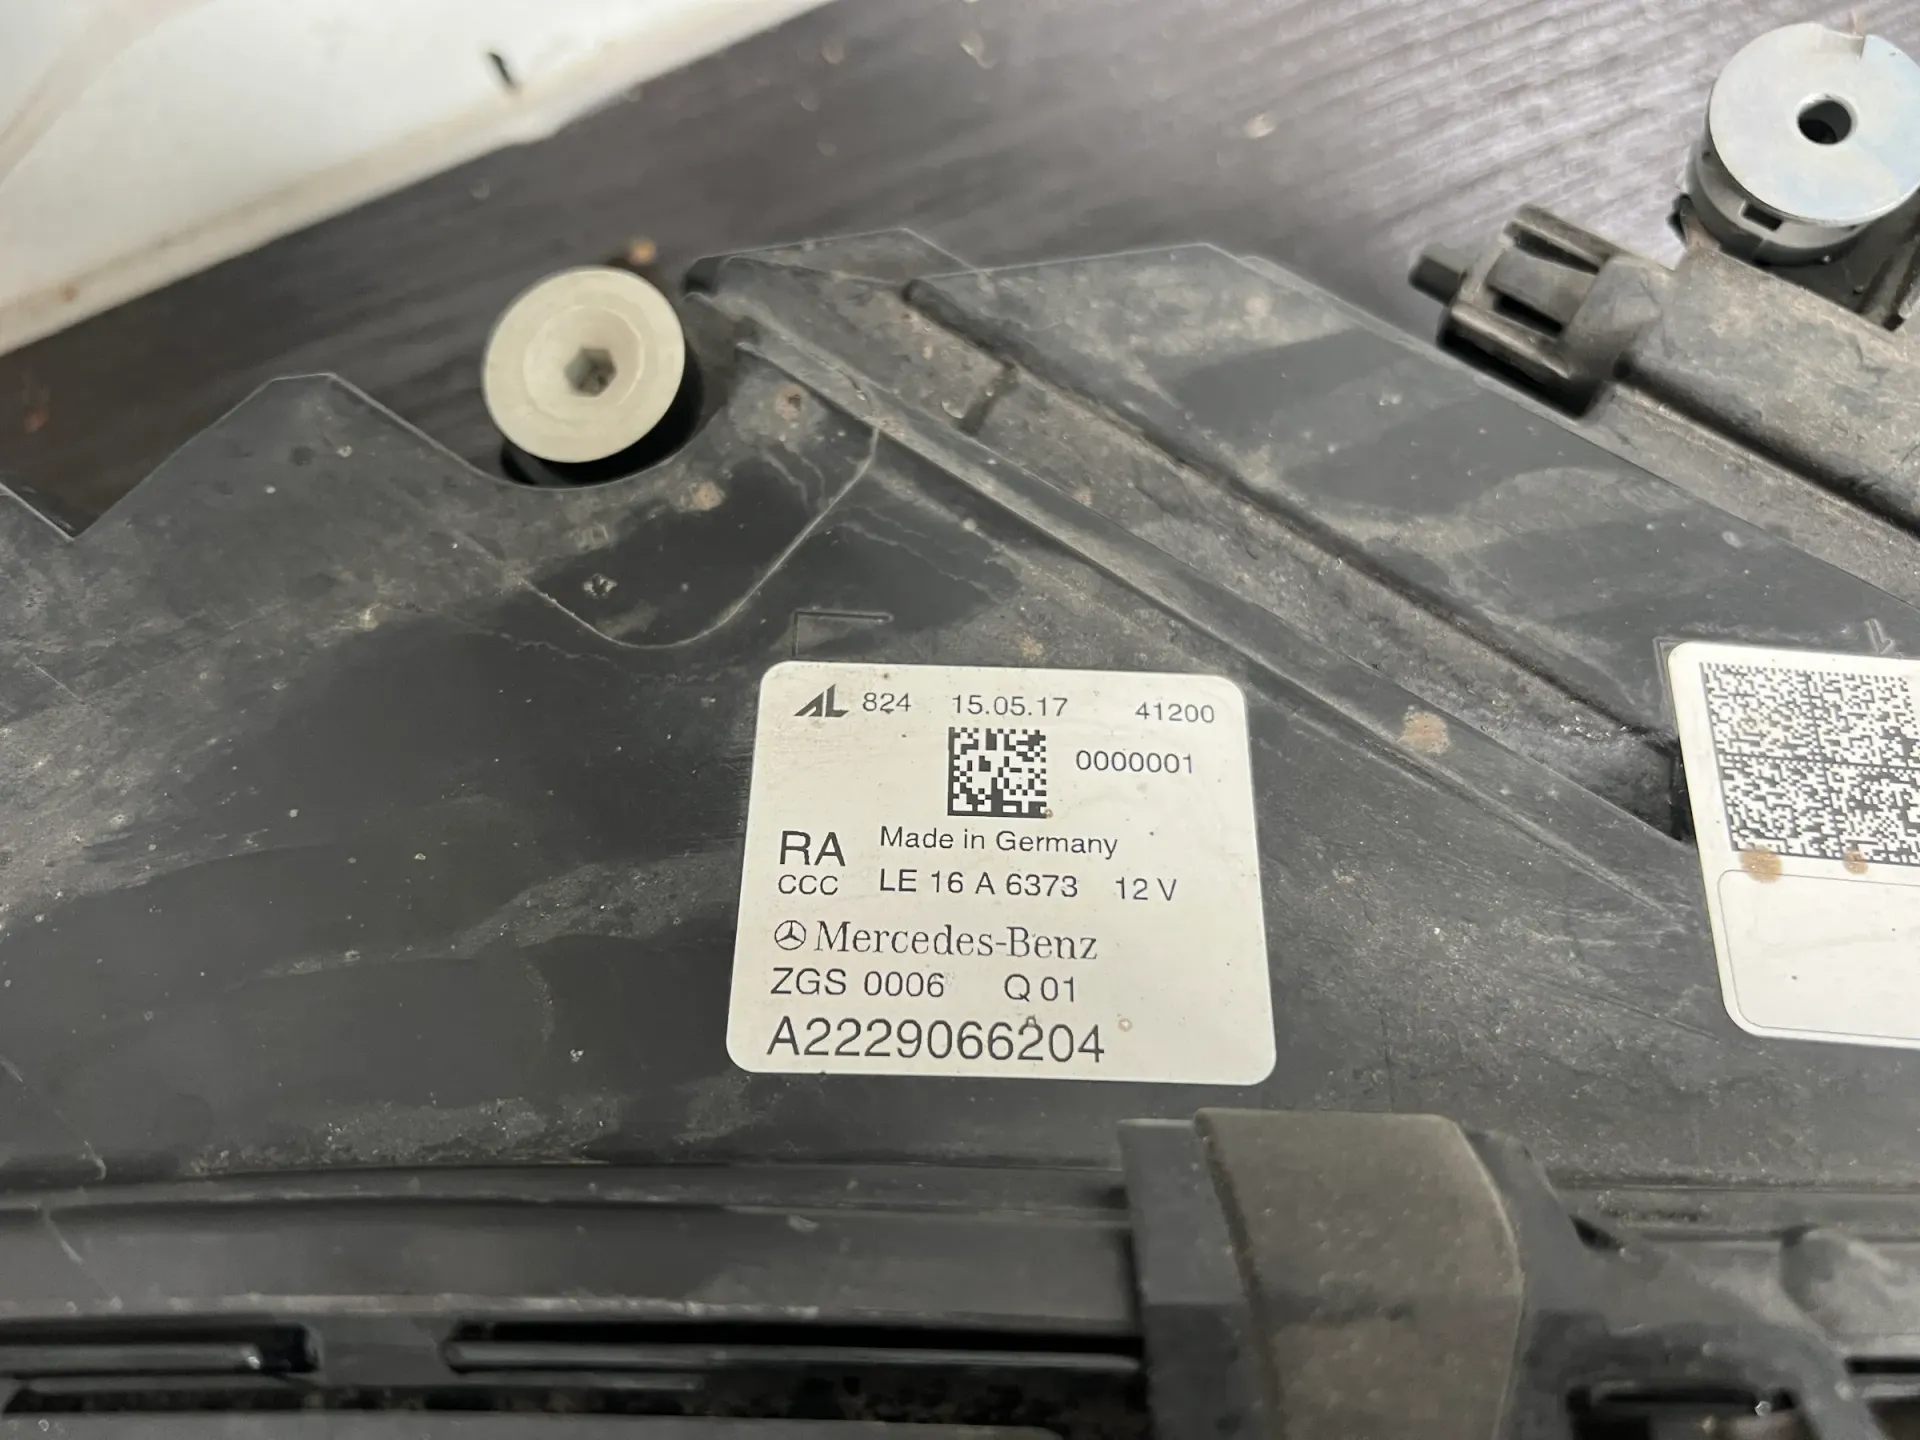 AL 824 15.05.17 41200
0000001
RA Made in Germany
CCC LE 16 A 6373 12 V
Mercedes-Benz
ZGS 0006 Q 01
A2229066204